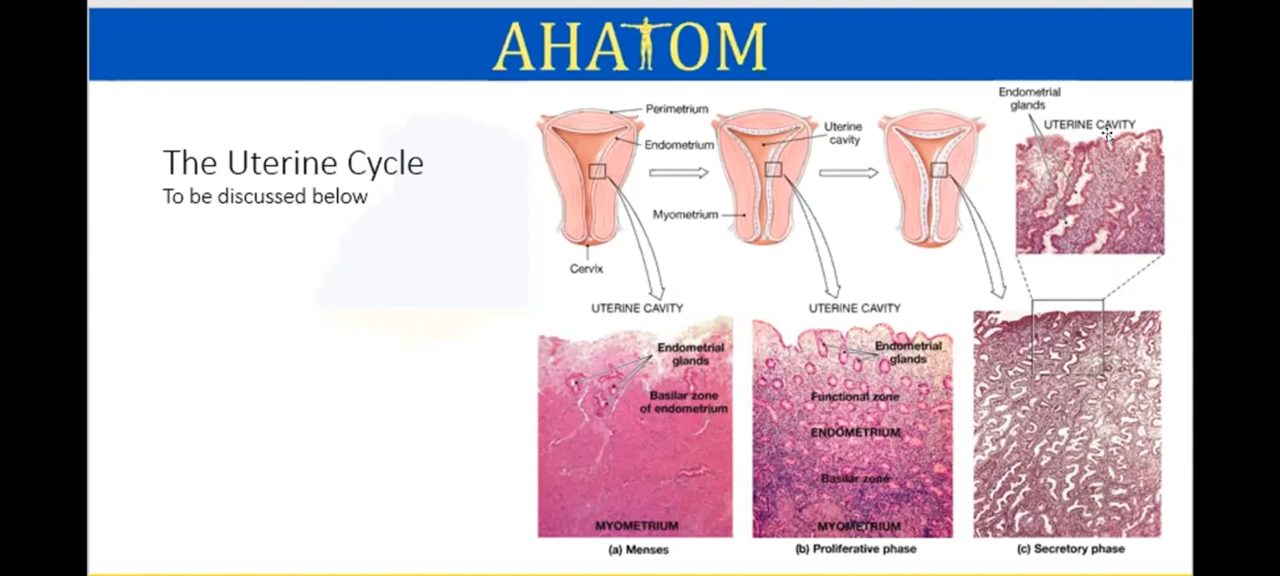 AHATOM
The Uterine Cycle
To be discussed below
Perimetrium
Endometrium
Myometrium
Cervix
Uterine
cavity
Endometrial
glands
UTERINE CAVITY
UTERINE CAVITY
Endometrial
glands
Basilar zone
of endometrium
MYOMETRIUM
(a) Menses
UTERINE CAVITY
Endometrial
glands
Functional zone
ENDOMETRIUM
Basilar zone
MYOMETRIUM
(b) Proliferative phase
(c) Secretory phase